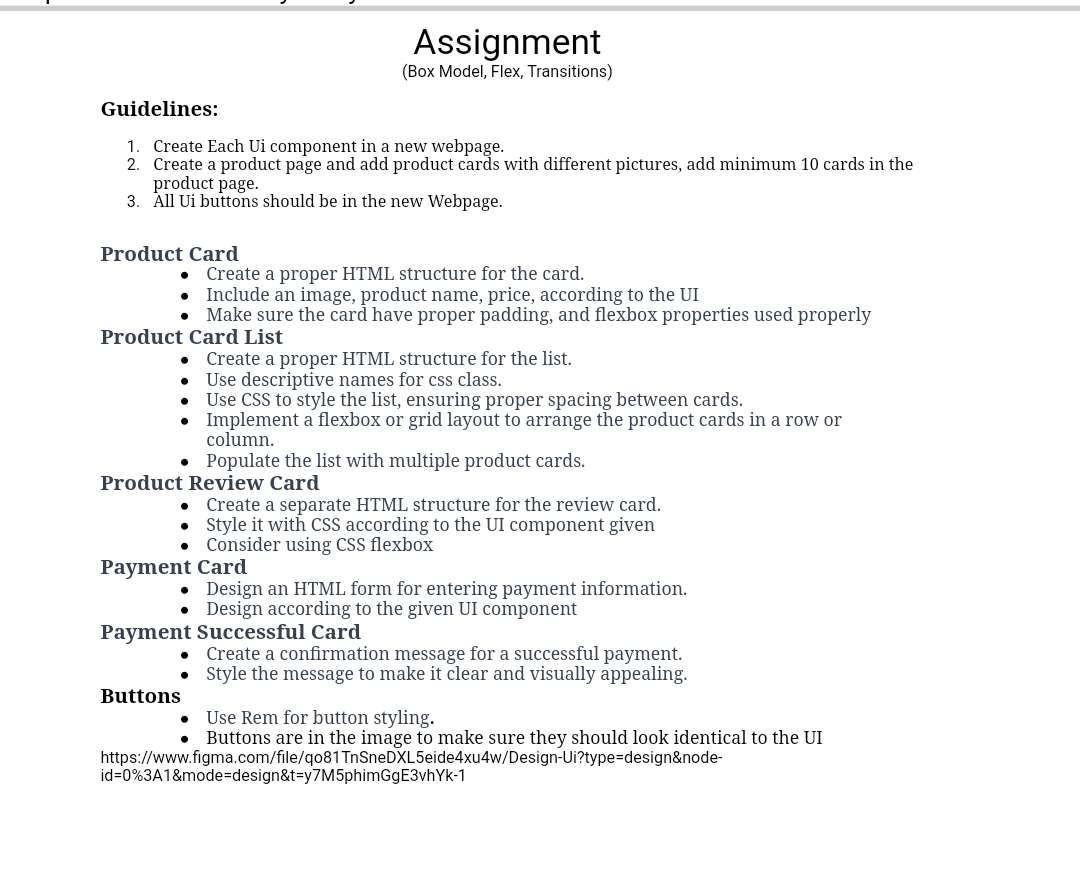 Assignment
(Box Model, Flex, Transitions)
Guidelines:
1. Create Each Ui component in a new webpage.
2. Create a product page and add product cards with different pictures, add minimum 10 cards in the
product page.
3. All Ui buttons should be in the new Webpage.
Product Card
● Create a proper HTML structure for the card.
● Include an image, product name, price, according to the UI
● Make sure the card have proper padding, and flexbox properties used properly
Product Card List
● Create a proper HTML structure for the list.
● Use descriptive names for css class.
● Use CSS to style the list, ensuring proper spacing between cards.
● Implement a flexbox or grid layout to arrange the product cards in a row or
column.
● Populate the list with multiple product cards.
Product Review Card
● Create a separate HTML structure for the review card.
● Style it with CSS according to the UI component given
● Consider using CSS flexbox
Payment Card
● Design an HTML form for entering payment information.
● Design according to the given UI component
Payment Successful Card
● Create a confirmation message for a successful payment.
● Style the message to make it clear and visually appealing.
Buttons
● Use Rem for button styling.
● Buttons are in the image to make sure they should look identical to the UI
https://www.figma.com/file/qo81TnSneDXL5eide4xu4w/Design-Ui?type=design&node-
id=0%3A1&mode=design&t=y7M5phimGgE3vhYk-1